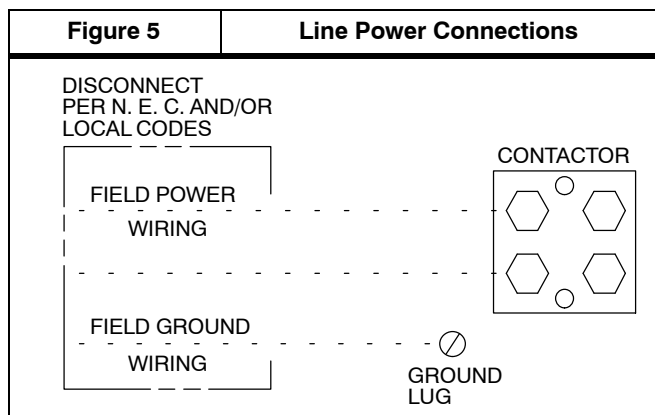 Figure 5
Line Power Connections
DISCONNECT
PER N. E. C. AND/OR
LOCAL CODES
CONTACTOR
FIELD POWER
WIRING
FIELD GROUND
WIRING
GROUND
LUG